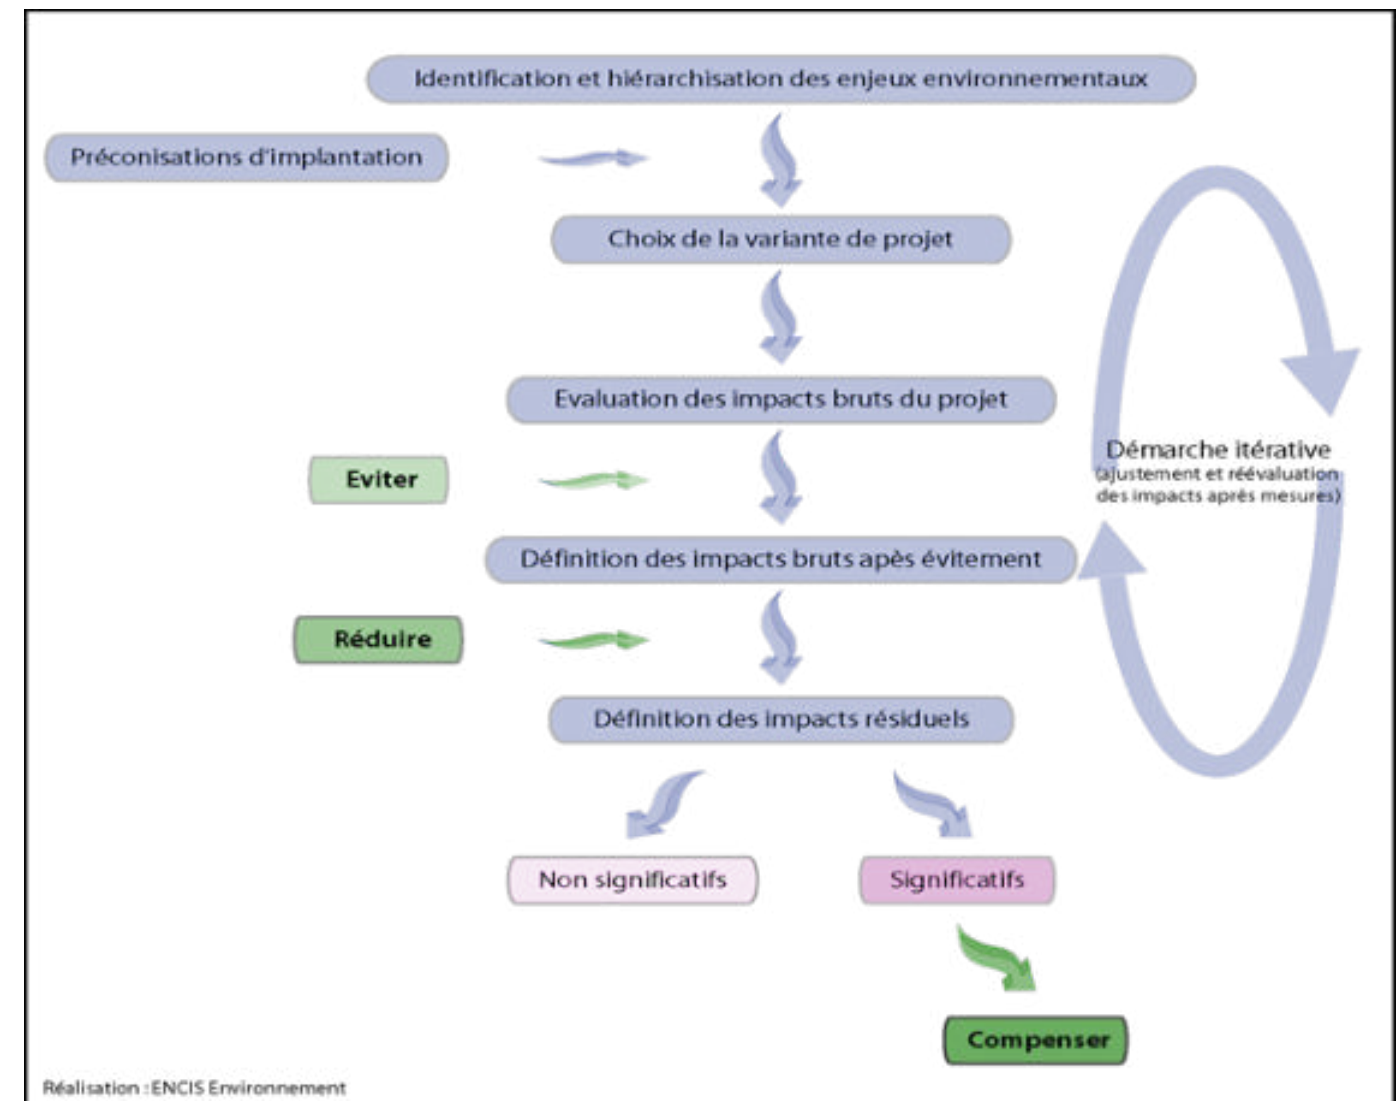 Identification et hiérarchisation des enjeux environnementaux
Préconisations d'implantation
Choix de la variante de projet
Evaluation des impacts bruts du projet
Démarche itérative
(ajustement et réévaluation
des impacts après mesures)
Eviter
Définition des impacts bruts apès évitement
Réduire
Définition des impacts résiduels
Non significatifs
Significatifs
Compenser
Réalisation : ENCIS Environnement